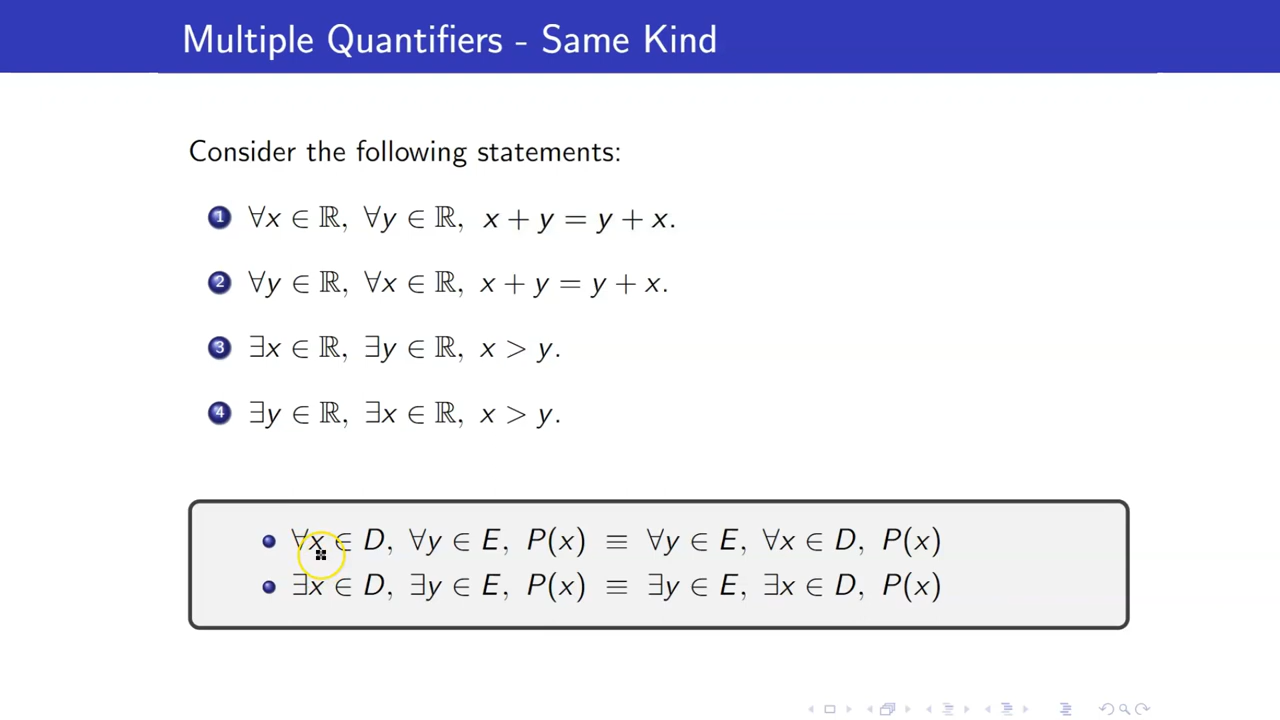 Multiple Quantifiers - Same Kind
Consider the following statements:
1 ∀x ∈ ℝ, ∀y ∈ ℝ, x + y = y + x.
2 ∀y ∈ ℝ, ∀x ∈ ℝ, x + y = y + x.
3 ∃x ∈ ℝ, ∃y ∈ ℝ, x > y.
4 ∃y ∈ ℝ, ∃x ∈ ℝ, x > y.
• ∀x ∈ D, ∀y ∈ E, P(x) ≡ ∀y ∈ E, ∀x ∈ D, P(x)
• ∃x ∈ D, ∃y ∈ E, P(x) ≡ ∃y ∈ E, ∃x ∈ D, P(x)